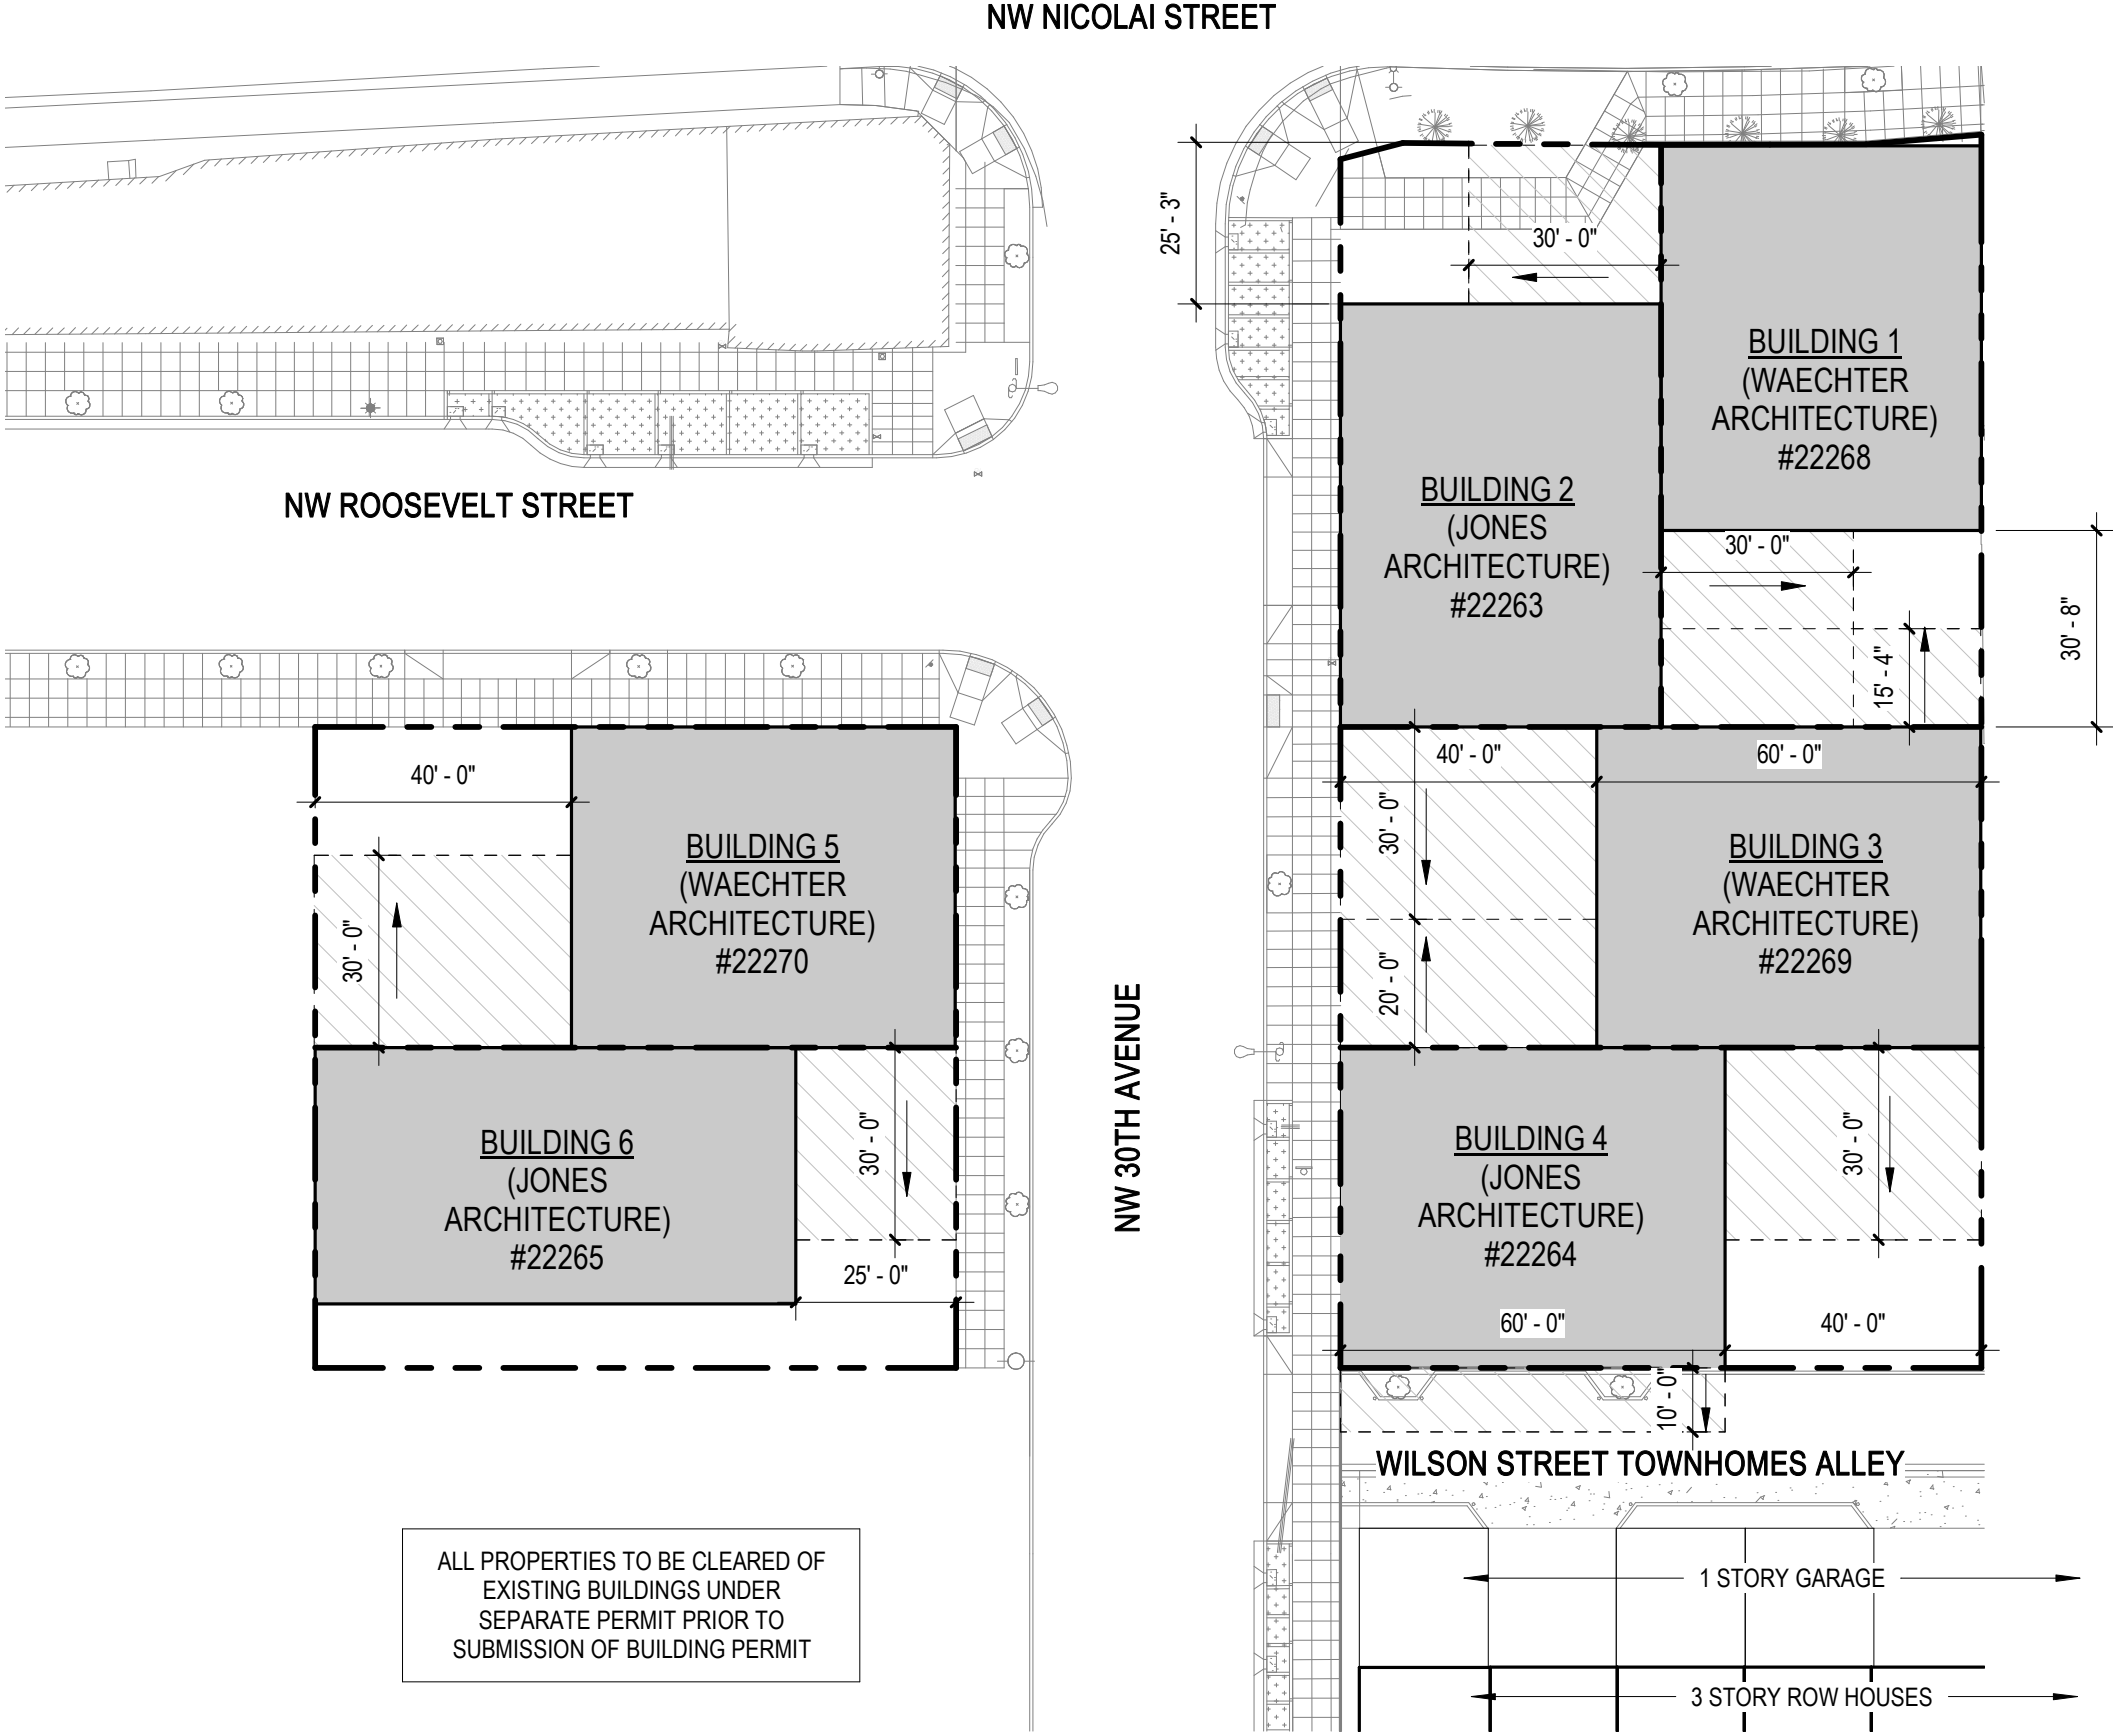 NW NICOLAI STREET
25' - 3"
30' - 0"
BUILDING 1
(WAECHTER
ARCHITECTURE)
#22268
BUILDING 2
(JONES
ARCHITECTURE)
#22263
NW ROOSEVELT STREET
30' - 0"
15' - 4"
30' - 8"
40' - 0"
60' - 0"
30' - 0"
20' - 0"
BUILDING 3
(WAECHTER
ARCHITECTURE)
#22269
40' - 0"
30' - 0"
BUILDING 5
(WAECHTER
ARCHITECTURE)
#22270
NW 30TH AVENUE
BUILDING 6
(JONES
ARCHITECTURE)
#22265
30' - 0"
25' - 0"
BUILDING 4
(JONES
ARCHITECTURE)
#22264
30' - 0"
60' - 0"
40' - 0"
10' - 0"
WILSON STREET TOWNHOMES ALLEY
ALL PROPERTIES TO BE CLEARED OF
EXISTING BUILDINGS UNDER
SEPARATE PERMIT PRIOR TO
SUBMISSION OF BUILDING PERMIT
1 STORY GARAGE
3 STORY ROW HOUSES